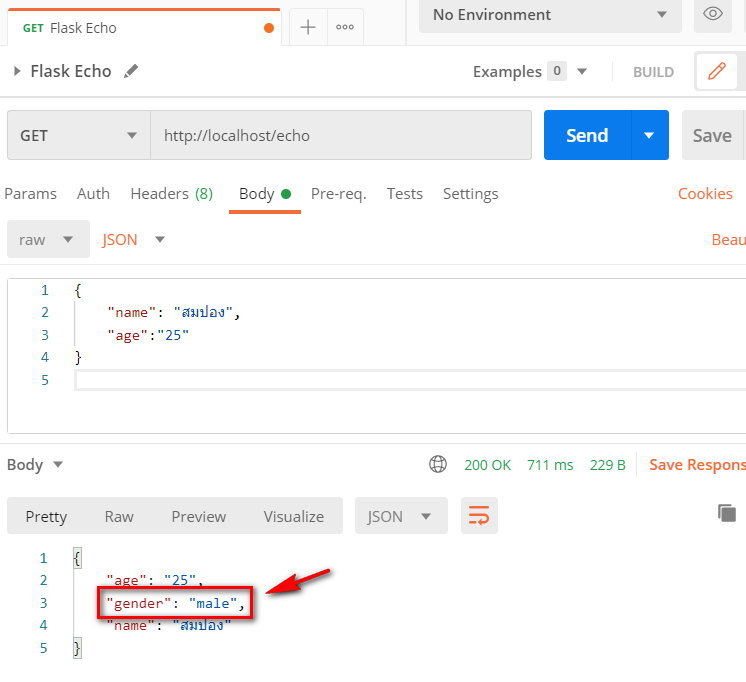 GET Flask Echo
No Environment
Flask Echo
Examples 0
BUILD
GET
http://localhost/echo
Send
Save
Params Auth Headers (8) Body Pre-req. Tests Settings Cookies
raw JSON Beau
1 {
2 "name": "สมปอง",
3 "age":"25"
4 }
5
Body 200 OK 711 ms 229 B Save Respons
Pretty Raw Preview Visualize JSON
1 {
2 "age": "25",
3 "gender": "male",
4 "name": "สมปอง"
5 }